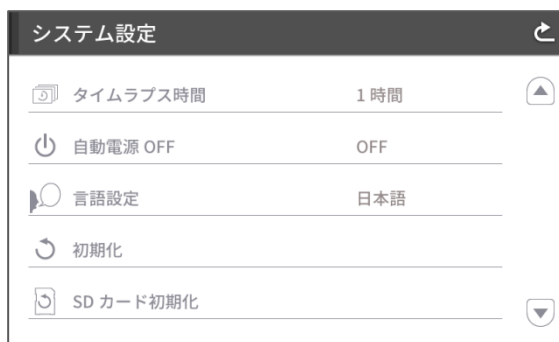 システム設定
タイムラプス時間 1 時間
自動電源 OFF OFF
言語設定 日本語
初期化
SD カード初期化